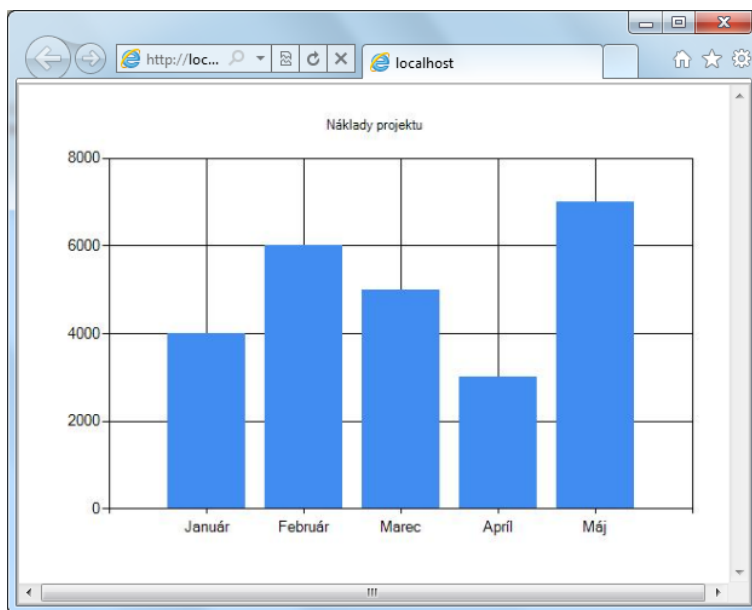 http://loc...
localhost
Náklady projektu
8000
6000
4000
2000
0
Január Február Marec Apríl Máj